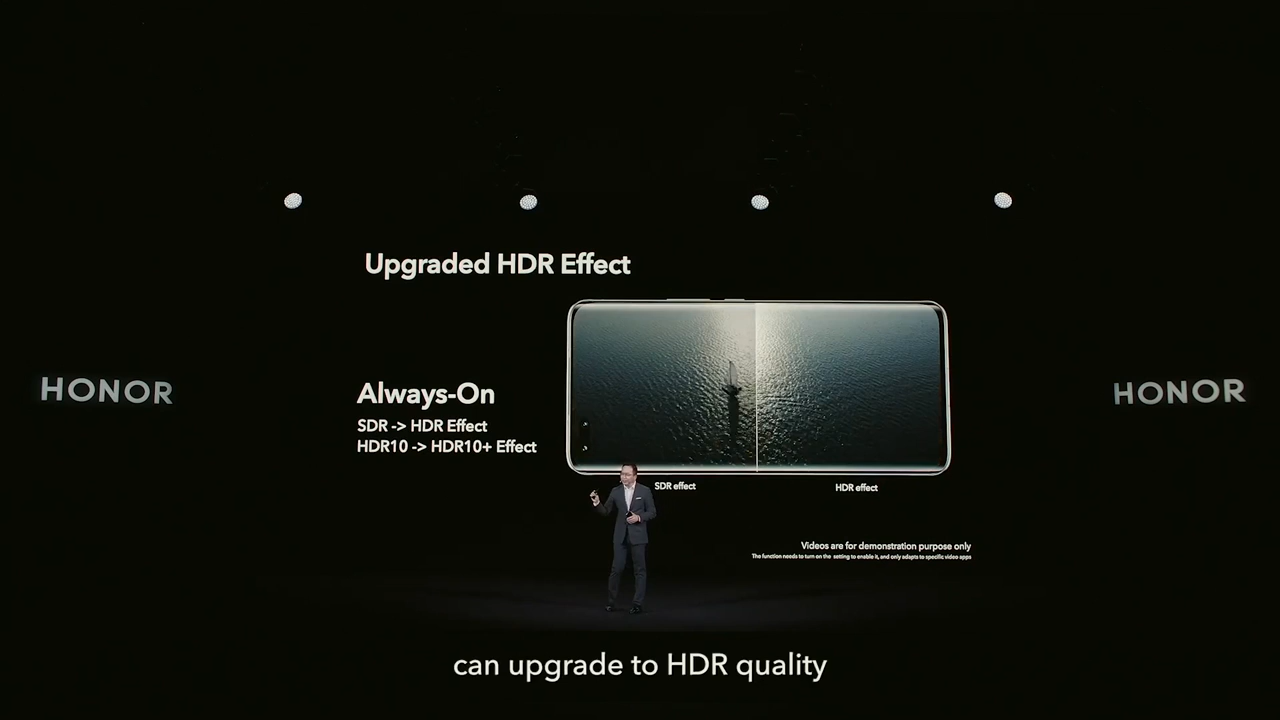 Upgraded HDR Effect
HONOR
HONOR
Always-On
SDR -> HDR Effect
HDR10 -> HDR10+ Effect
SDR effect
HDR effect
Videos are for demonstration purpose only
The function needs to turn on the setting to enable it, and only adapts to specific video apps
can upgrade to HDR quality